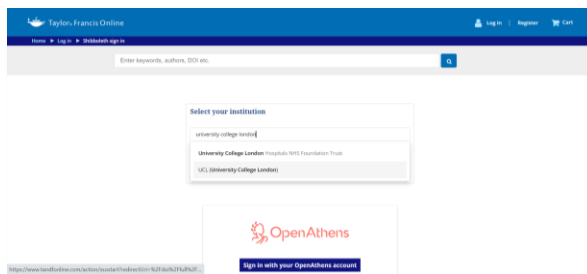 Taylor & Francis Online
Log in | Register Cart
Home Log in Shibboleth sign in
Enter keywords, authors, DOI etc.
Select your institution
university college london
University College London Hospitals NHS Foundation Trust
UCL (University College London)
OpenAthens
Sign in with your OpenAthens account